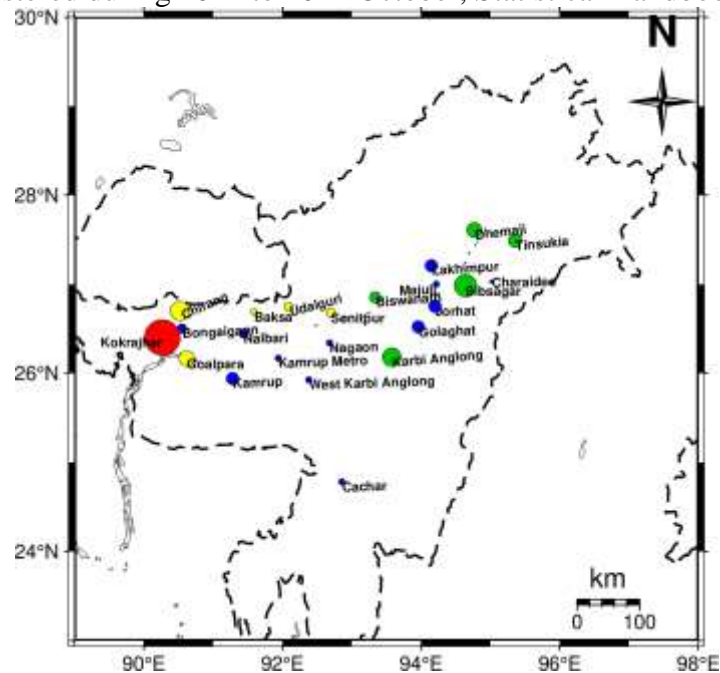 30°N
N
28°N
Dhemaji
Tinsukia
Lakhimpur
Majuli
Charaideo
Sibsagar
Biswanath
Jorhat
Chirang
Udalguri
Baksa
Sonitpur
Bongaigaon
Golaghat
Kokrajhar
Nalbari
Nagaon
Goalpara
Kamrup Metro
Karbi Anglong
26°N
Kamrup
West Karbi Anglong
Cachar
24°N
km
0 100
90°E 92°E 94°E 96°E 98°E